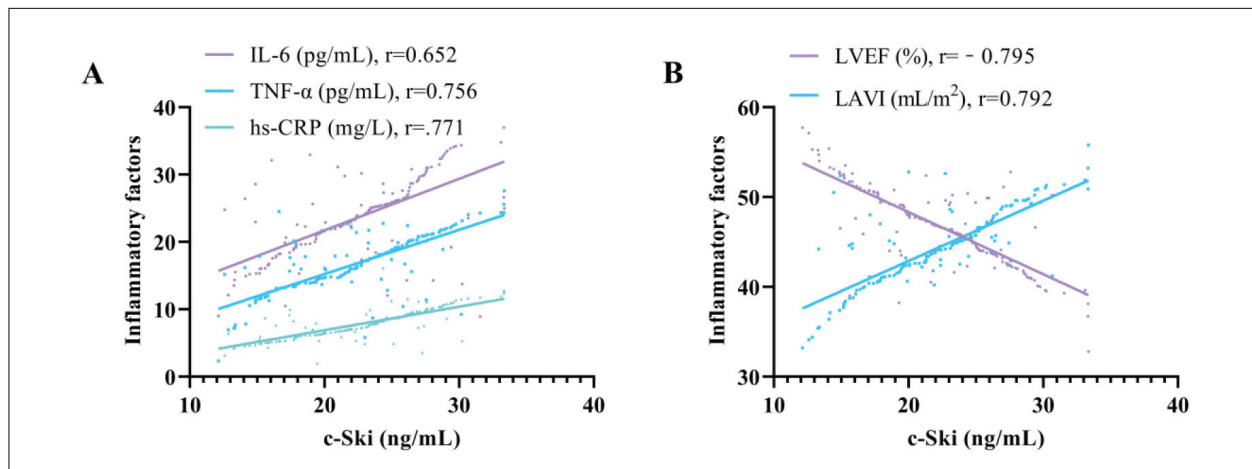 A
IL-6 (pg/mL), r=0.652
TNF-α (pg/mL), r=0.756
hs-CRP (mg/L), r=.771
Inflammatory factors
40
30
20
10
0
10
20
30
40
c-Ski (ng/mL)
B
LVEF (%), r= - 0.795
LAVI (mL/m²), r=0.792
Inflammatory factors
60
50
40
30
10
20
30
40
c-Ski (ng/mL)